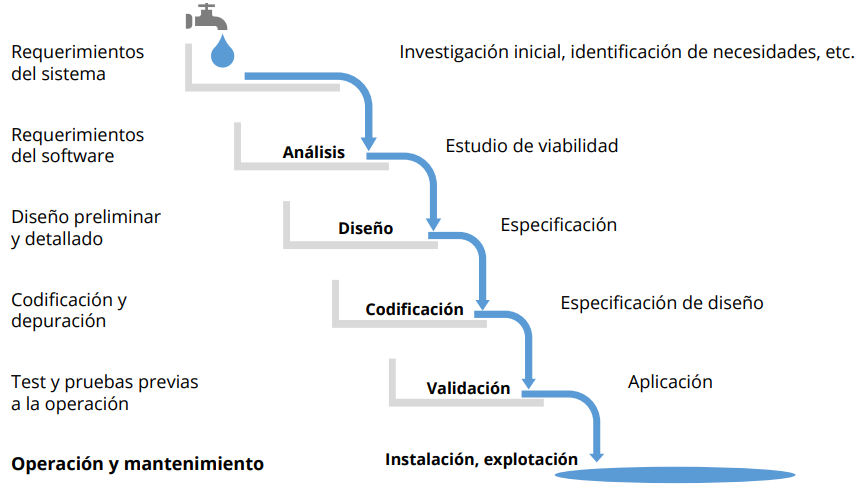 Requerimientos
del sistema
Investigación inicial, identificación de necesidades, etc.
Requerimientos
del software
Análisis
Estudio de viabilidad
Diseño preliminar
y detallado
Diseño
Especificación
Codificación y
depuración
Codificación
Especificación de diseño
Test y pruebas previas
a la operación
Validación
Aplicación
Operación y mantenimiento
Instalación, explotación